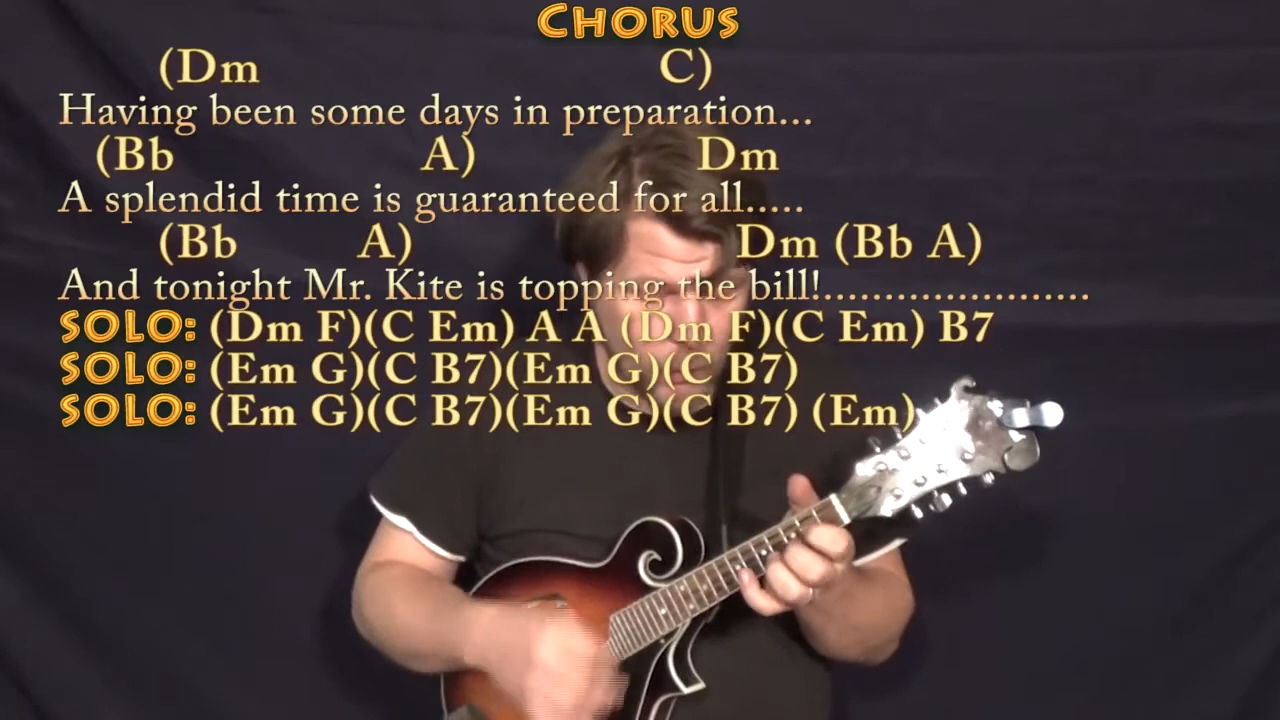 CHORUS
(Dm C)
Having been some days in preparation...
(Bb A) Dm
A splendid time is guaranteed for all.....
(Bb A) Dm (Bb A)
And tonight Mr. Kite is topping the bill!......................
SOLO: (Dm F)(C Em) A A (Dm F)(C Em) B7
SOLO: (Em G)(C B7)(Em G)(C B7)
SOLO: (Em G)(C B7)(Em G)(C B7) (Em)